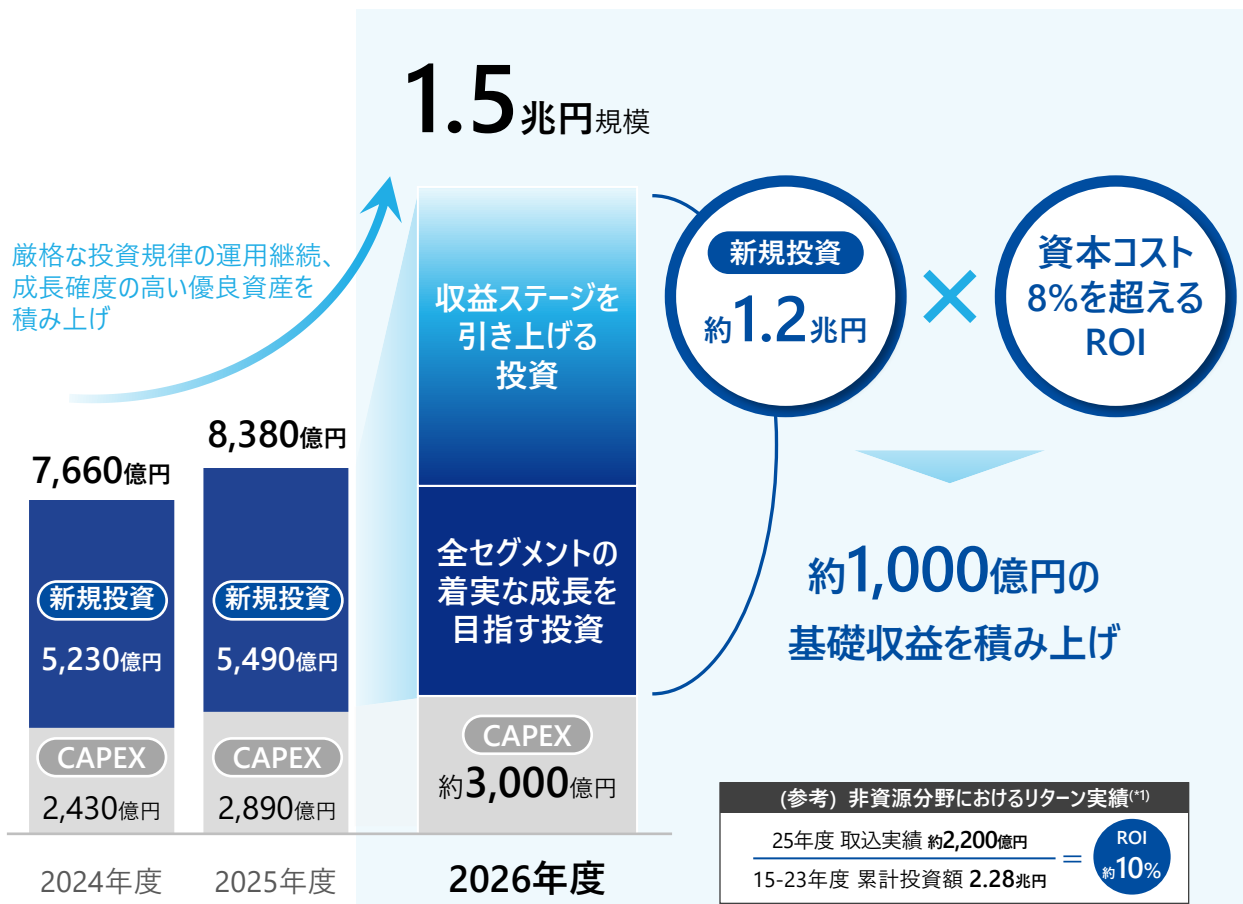 1.5兆円規模
厳格な投資規律の運用継続、
成長確度の高い優良資産を
積み上げ
7,660億円
新規投資
5,230億円
CAPEX
2,430億円
2024年度
8,380億円
新規投資
5,490億円
CAPEX
2,890億円
2025年度
収益ステージを
引き上げる
投資
全セグメントの
着実な成長を
目指す投資
CAPEX
約3,000億円
2026年度
新規投資
約1.2兆円
×
資本コスト
8%を超える
ROI
約1,000億円の
基礎収益を積み上げ
(参考) 非資源分野におけるリターン実績(*1)
25年度 取込実績 約2,200億円
15-23年度 累計投資額 2.28兆円
=
ROI
約10%